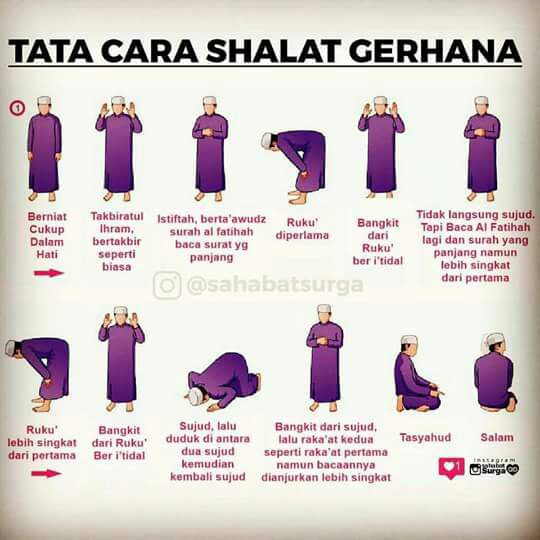 TATA CARA SHALAT GERHANA
1
Berniat
Cukup
Dalam
Hati
Takbiratul
Ihram,
bertakbir
seperti
biasa
Istiftah, berta'awudz
surah al fatihah
baca surat yg
panjang
Ruku'
diperlama
Bangkit
dari
Ruku'
ber i'tidal
Tidak langsung sujud.
Tapi Baca Al Fatihah
lagi dan surah yang
panjang namun
lebih singkat
dari pertama
@sahabatsurga
Ruku'
lebih singkat
dari pertama
Bangkit
dari Ruku'
Ber i'tidal
Sujud, lalu
duduk di antara
dua sujud
kemudian
kembali sujud
Bangkit dari sujud,
lalu raka'at kedua
seperti raka'at pertama
namun bacaannya
dianjurkan lebih singkat
Tasyahud
Salam
1
instagram
sahabat
Surga